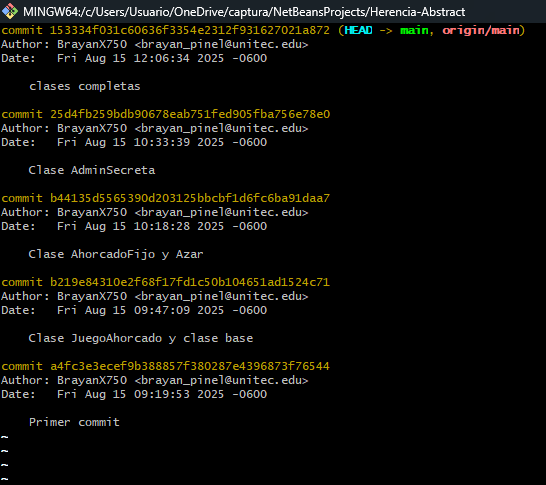 MINGW64:/c/Users/Usuario/OneDrive/captura/NetBeansProjects/Herencia-Abstract
commit 153334f031c60636f3354e2312f931627021a872 (HEAD -> main, origin/main)
Author: BrayanX750 <brayan_pinel@unitec.edu>
Date:   Fri Aug 15 12:06:34 2025 -0600
    clases completas
commit 25d4fb259bdb90678eab751fed905fba756e78e0
Author: BrayanX750 <brayan_pinel@unitec.edu>
Date:   Fri Aug 15 10:33:39 2025 -0600
    Clase AdminSecreta
commit b44135d5565390d203125bbcbf1d6fc6ba91daa7
Author: BrayanX750 <brayan_pinel@unitec.edu>
Date:   Fri Aug 15 10:18:28 2025 -0600
    Clase AhorcadoFijo y Azar
commit b219e84310e2f68f17fd1c50b104651ad1524c71
Author: BrayanX750 <brayan_pinel@unitec.edu>
Date:   Fri Aug 15 09:47:09 2025 -0600
    Clase JuegoAhorcado y clase base
commit a4fc3e3ecef9b388857f380287e4396873f76544
Author: BrayanX750 <brayan_pinel@unitec.edu>
Date:   Fri Aug 15 09:19:53 2025 -0600
    Primer commit
~
~
~
~